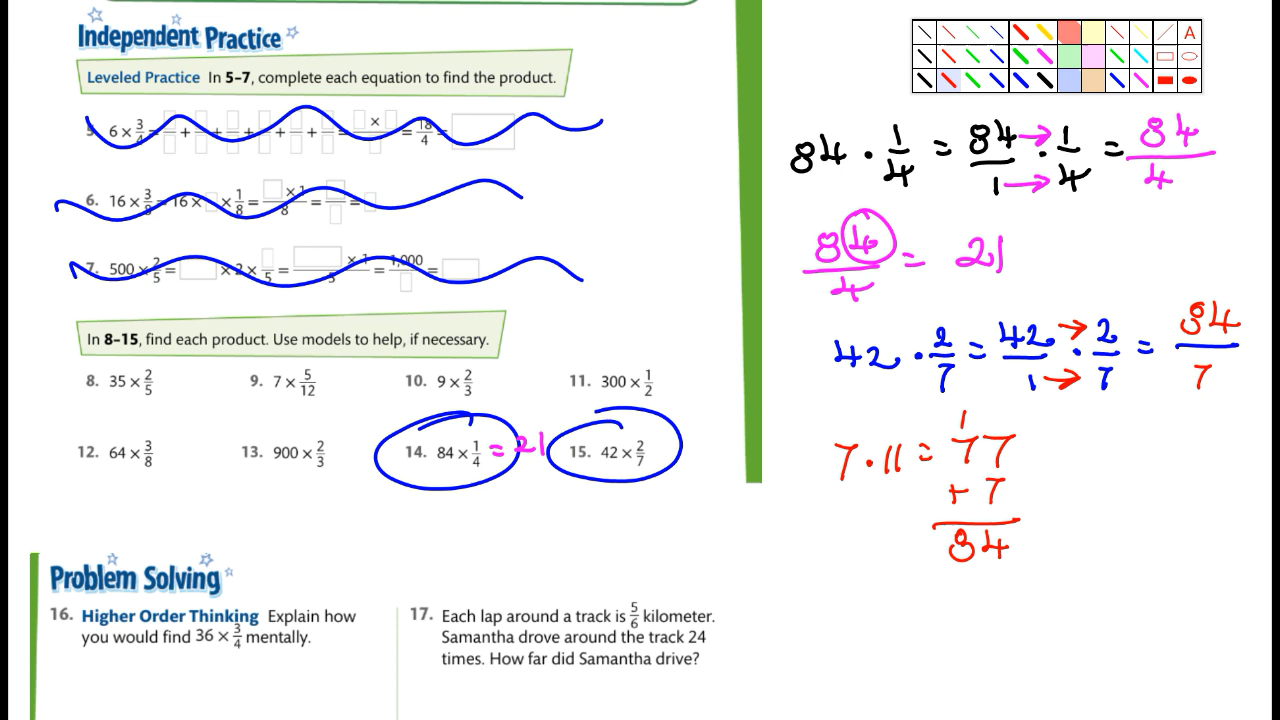 Independent Practice
Leveled Practice In 5–7, complete each equation to find the product.
6 × 3/4 = □/□ + □/□ + □/□ + □/□ + □/□ + □/□ = □ × □/□ = 18/4 = □
6. 16 × 3/8 = 16 × □ × 1/8 = □ × 1/8 = □/□ = □
7. 500 × 2/5 = □ × 2 × □/5 = □ × 1/5 = 1,000/□ = □
In 8–15, find each product. Use models to help, if necessary.
8. 35 × 2/5 9. 7 × 5/12 10. 9 × 2/3 11. 300 × 1/2
12. 64 × 3/8 13. 900 × 2/3 14. 84 × 1/4 = 21 15. 42 × 2/7
Problem Solving
16. Higher Order Thinking Explain how
you would find 36 × 3/4 mentally.
17. Each lap around a track is 5/6 kilometer.
Samantha drove around the track 24
times. How far did Samantha drive?
A
84 · 1/4 = 84/1 · 1/4 = 84/4
84/4 = 21
42 · 2/7 = 42/1 · 2/7 = 84/7
1
7 · 11 = 77
+ 7
84